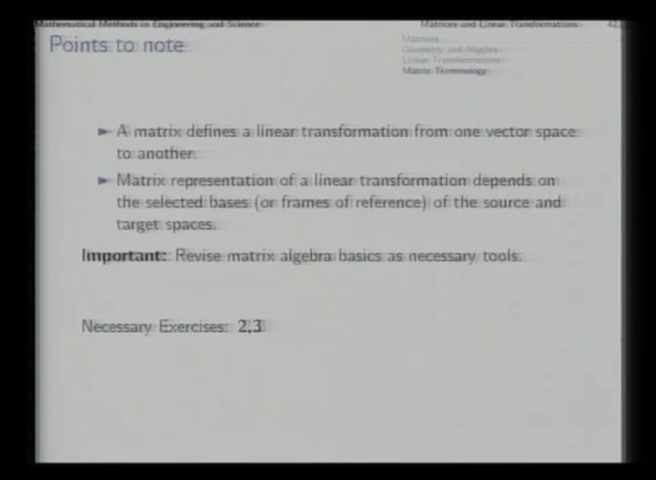 Mathematical Methods in Engineering and Science
Matrices and Linear Transformations
Points to note
Matrices
Geometry and Algebra
Linear Transformations
Matrix Terminology
► A matrix defines a linear transformation from one vector space
to another.
► Matrix representation of a linear transformation depends on
the selected bases (or frames of reference) of the source and
target spaces.
Important: Revise matrix algebra basics as necessary tools.
Necessary Exercises: 2,3